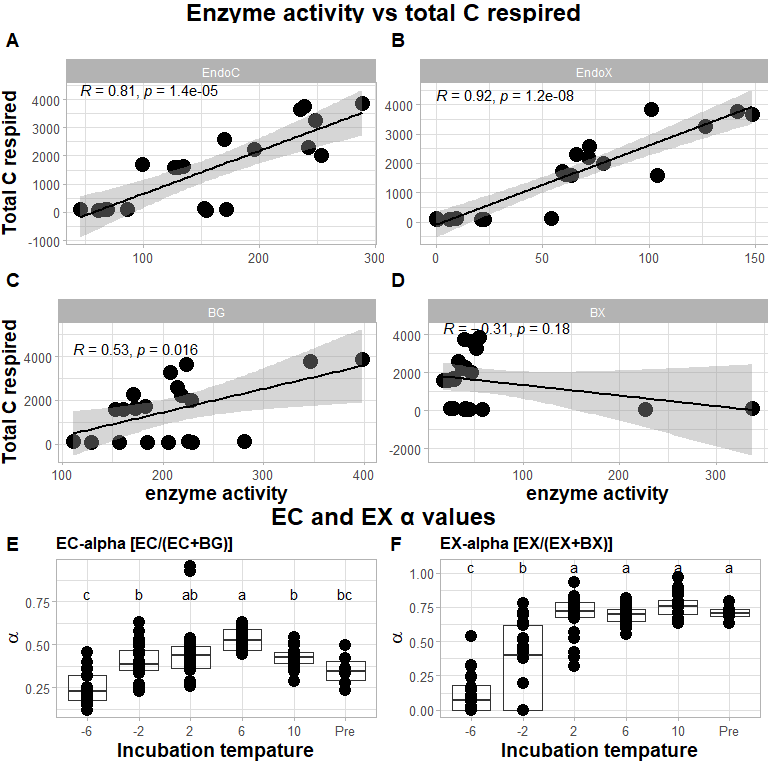 Enzyme activity vs total C respired
A
B
EndoC
EndoX
R = 0.81, p = 1.4e-05
R = 0.92, p = 1.2e-08
Total C respired
4000
3000
2000
1000
0
-1000
4000
3000
2000
1000
0
100
200
300
0
50
100
150
C
D
BG
BX
R = 0.53, p = 0.016
R = -0.31, p = 0.18
Total C respired
4000
2000
0
4000
2000
0
-2000
100
200
300
400
0
100
200
300
enzyme activity
enzyme activity
EC and EX α values
E
F
EC-alpha [EC/(EC+BG)]
EX-alpha [EX/(EX+BX)]
c
b
ab
a
b
bc
c
b
a
a
a
a
α
0.75
0.50
0.25
α
1.00
0.75
0.50
0.25
0.00
-6
-2
2
6
10
Pre
-6
-2
2
6
10
Pre
Incubation tempature
Incubation tempature